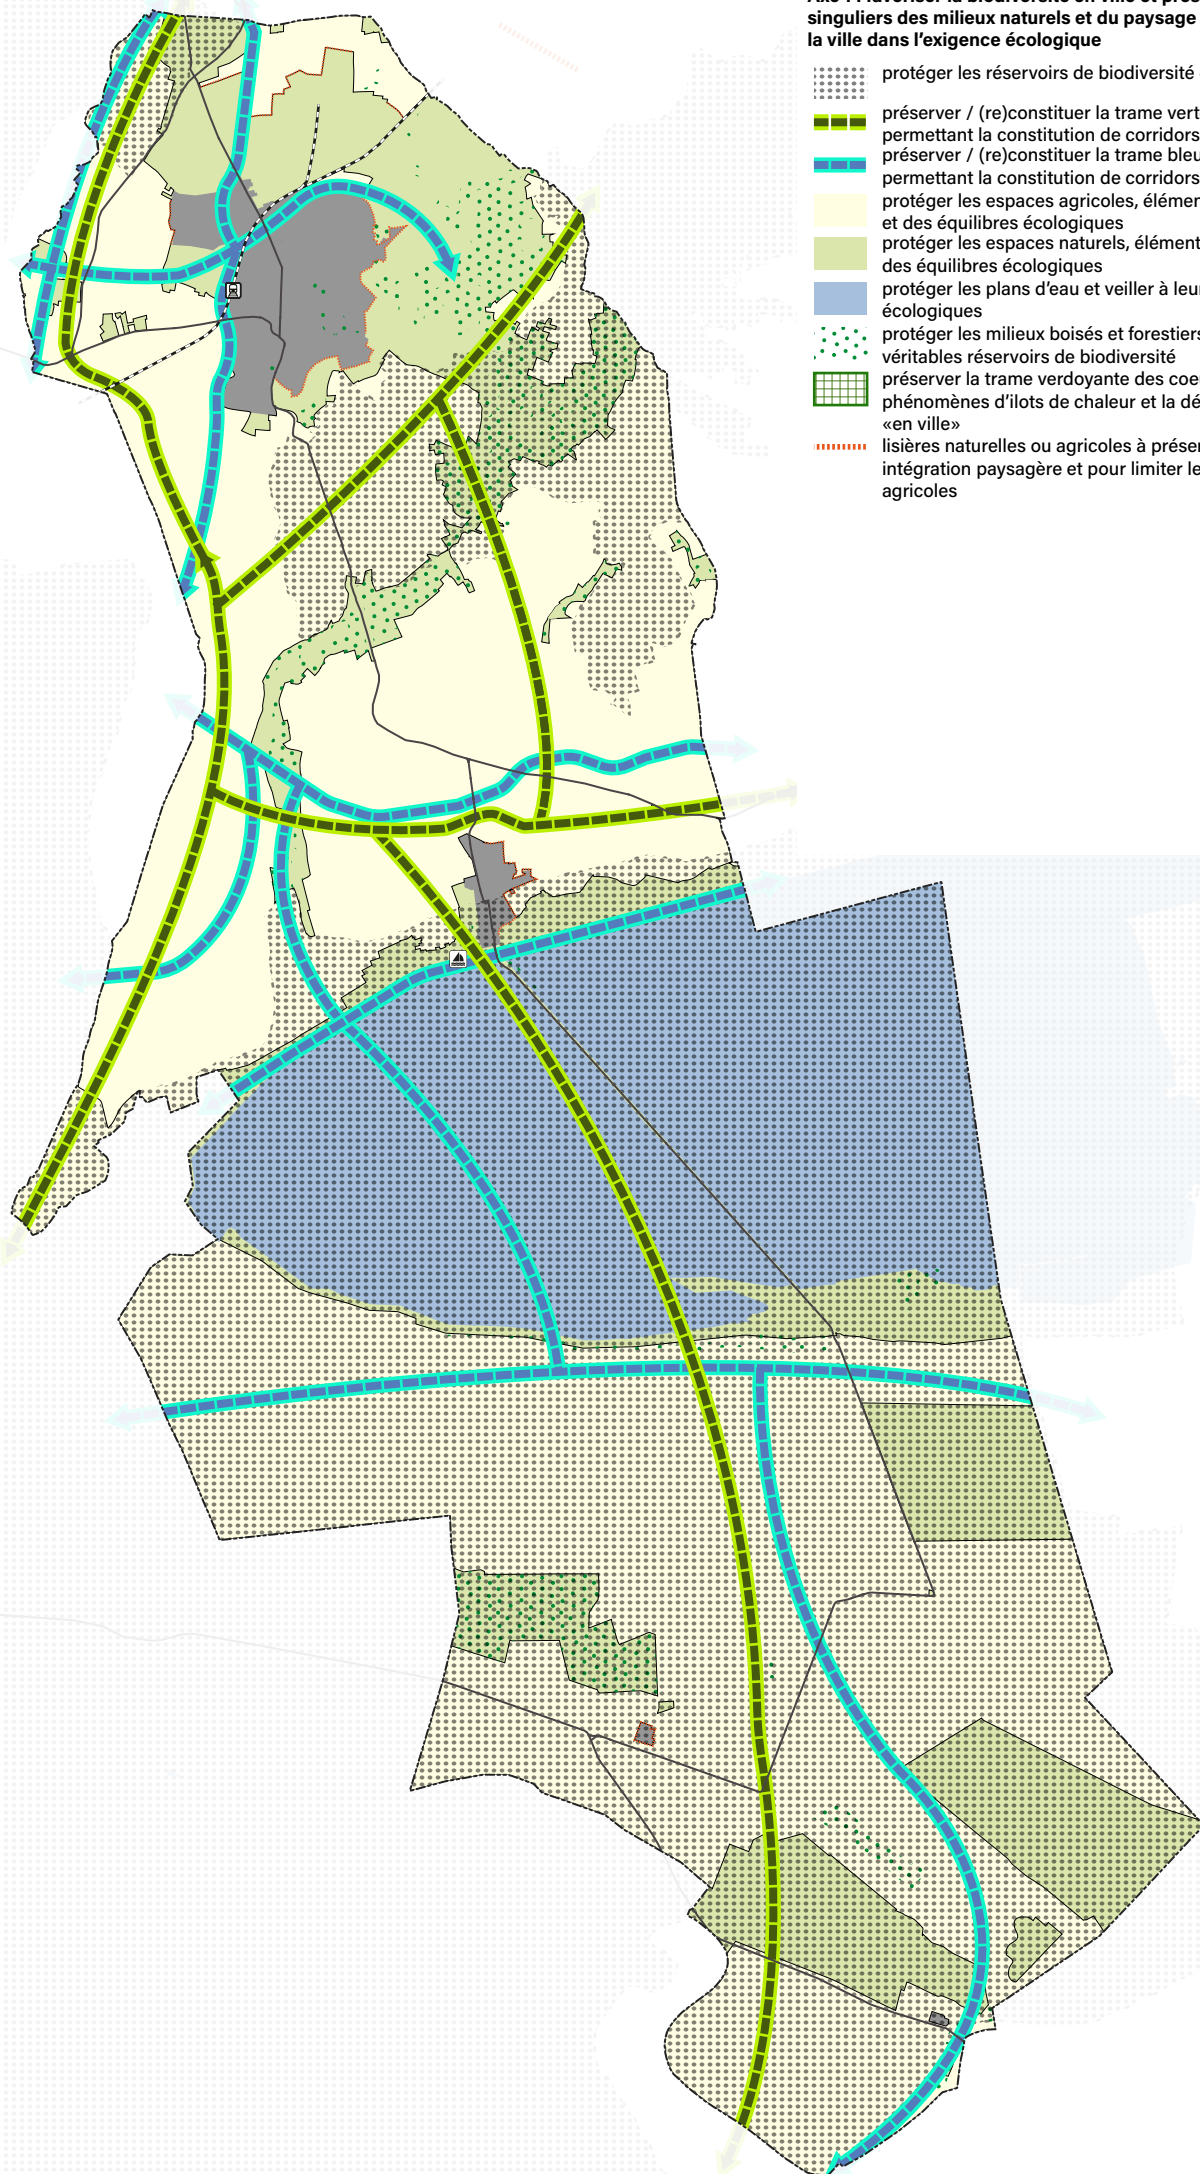 singuliers des milieux naturels et du paysage
la ville dans l'exigence écologique
protéger les réservoirs de biodiversité
préserver / (re)constituer la trame vert
permettant la constitution de corridors
préserver / (re)constituer la trame bleu
permettant la constitution de corridors
protéger les espaces agricoles, élémen
et des équilibres écologiques
protéger les espaces naturels, élément
des équilibres écologiques
protéger les plans d'eau et veiller à leur
écologiques
protéger les milieux boisés et forestiers
véritables réservoirs de biodiversité
préserver la trame verdoyante des coe
phénomènes d'ilots de chaleur et la dé
«en ville»
lisières naturelles ou agricoles à préser
intégration paysagère et pour limiter le
agricoles